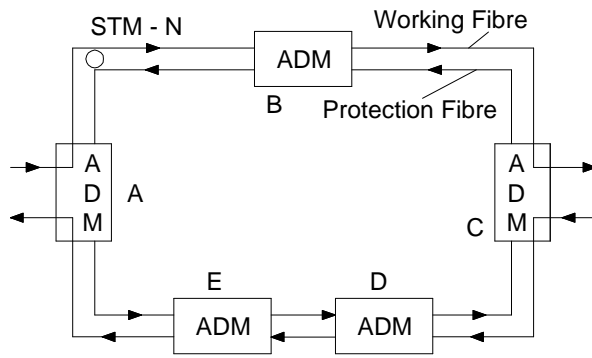 STM - N
Working Fibre
ADM
B
Protection Fibre
A
D
M
A
A
D
M
C
E
D
ADM
ADM